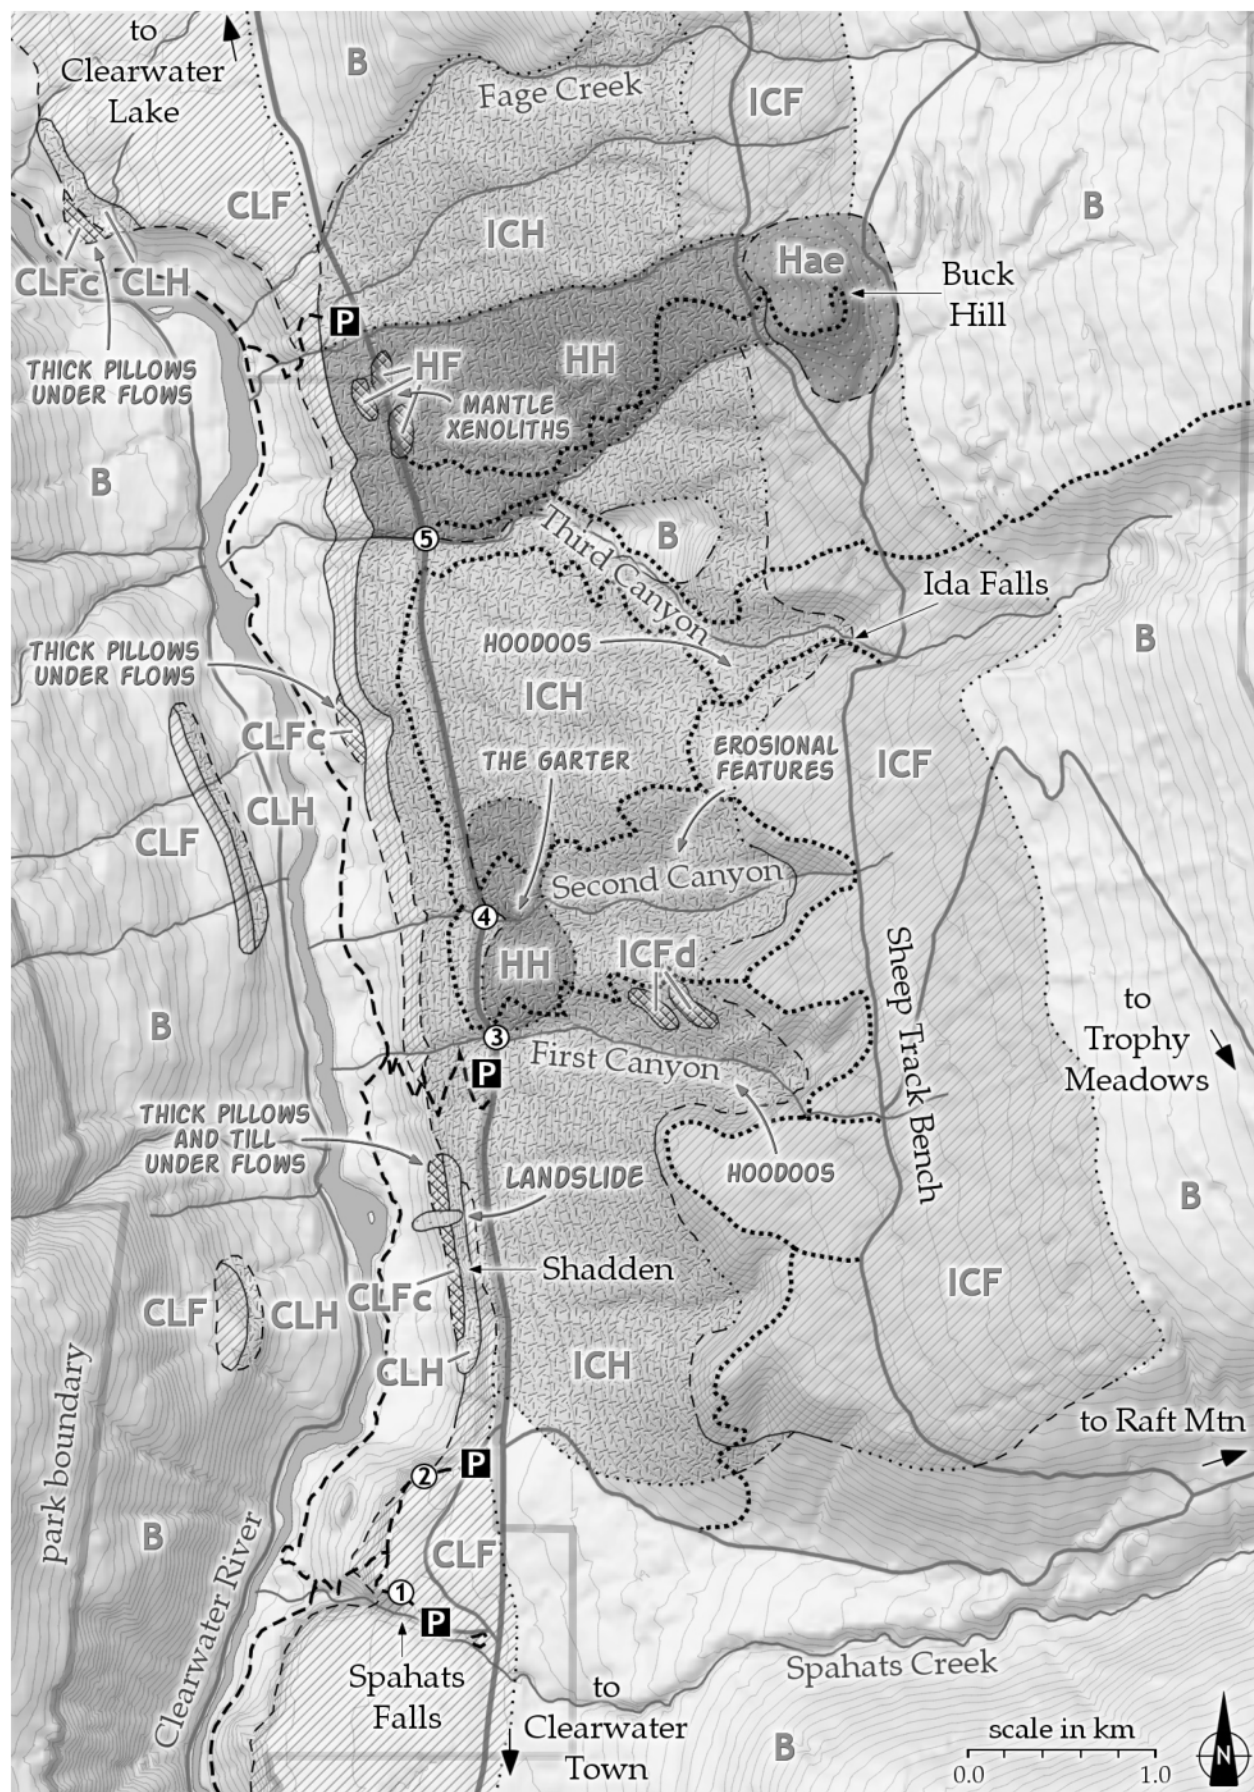 to
Clearwater
Lake
B
Fage Creek
ICF
CLF
ICH
B
Hae
CLFc
CLH
Buck
Hill
P
THICK PILLOWS
UNDER FLOWS
HF
HH
MANTLE
XENOLITHS
B
5
Third Canyon
B
Ida Falls
THICK PILLOWS
UNDER FLOWS
HOODOOS
B
ICH
CLFc
THE GARTER
EROSIONAL
FEATURES
ICF
CLH
CLF
Second Canyon
4
HH
ICFd
Sheep Track Bench
to
Trophy
Meadows
B
3
First Canyon
P
THICK PILLOWS
AND TILL
UNDER FLOWS
LANDSLIDE
HOODOOS
B
Shadden
CLF
CLH
CLFc
ICF
CLH
ICH
park boundary
to Raft Mtn
2
P
B
Clearwater River
CLF
1
P
Spahats
Falls
Spahats Creek
to
Clearwater
Town
B
scale in km
0.0
1.0
N